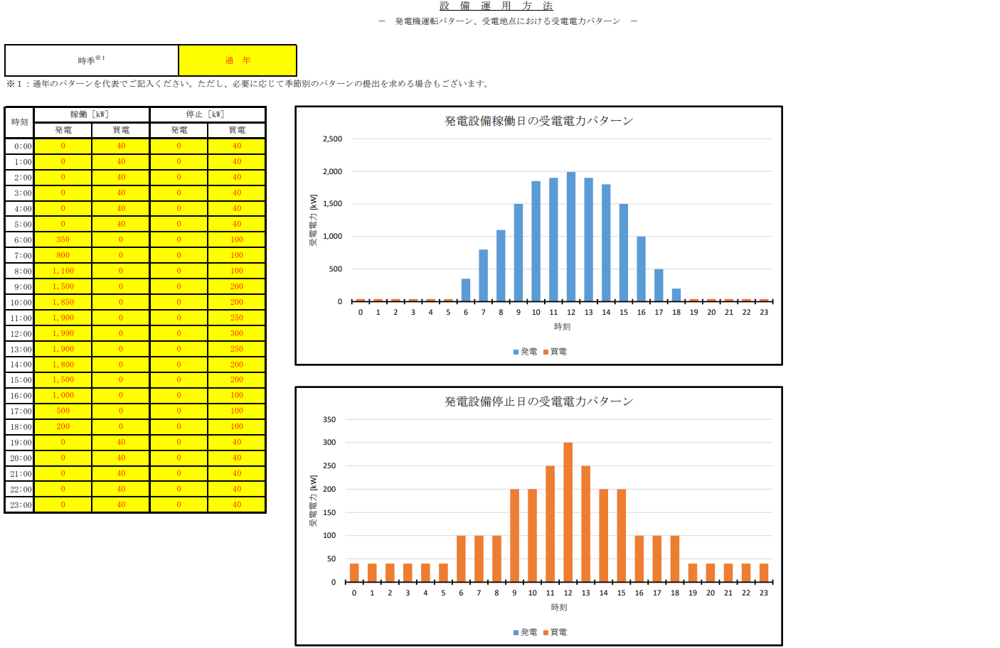 設　備　運　用　方　法
－　発電機運転パターン、受電地点における受電電力パターン　－
時季※1
通　年
※１：通年のパターンを代表でご記入ください。ただし、必要に応じて季節別のパターンの提出を求める場合もございます。
時刻 稼働［kW］ 停止［kW］
発電 買電 発電 買電
0:00 0 40 0 40
1:00 0 40 0 40
2:00 0 40 0 40
3:00 0 40 0 40
4:00 0 40 0 40
5:00 0 40 0 40
6:00 350 0 0 100
7:00 800 0 0 100
8:00 1,100 0 0 100
9:00 1,500 0 0 200
10:00 1,850 0 0 200
11:00 1,900 0 0 250
12:00 1,990 0 0 300
13:00 1,900 0 0 250
14:00 1,800 0 0 200
15:00 1,500 0 0 200
16:00 1,000 0 0 100
17:00 500 0 0 100
18:00 200 0 0 100
19:00 0 40 0 40
20:00 0 40 0 40
21:00 0 40 0 40
22:00 0 40 0 40
23:00 0 40 0 40
発電設備稼働日の受電電力パターン
受電電力 [kW]
2,500
2,000
1,500
1,000
500
0
0 1 2 3 4 5 6 7 8 9 10 11 12 13 14 15 16 17 18 19 20 21 22 23
時刻
発電 買電
発電設備停止日の受電電力パターン
受電電力 [kW]
350
300
250
200
150
100
50
0
0 1 2 3 4 5 6 7 8 9 10 11 12 13 14 15 16 17 18 19 20 21 22 23
時刻
発電 買電